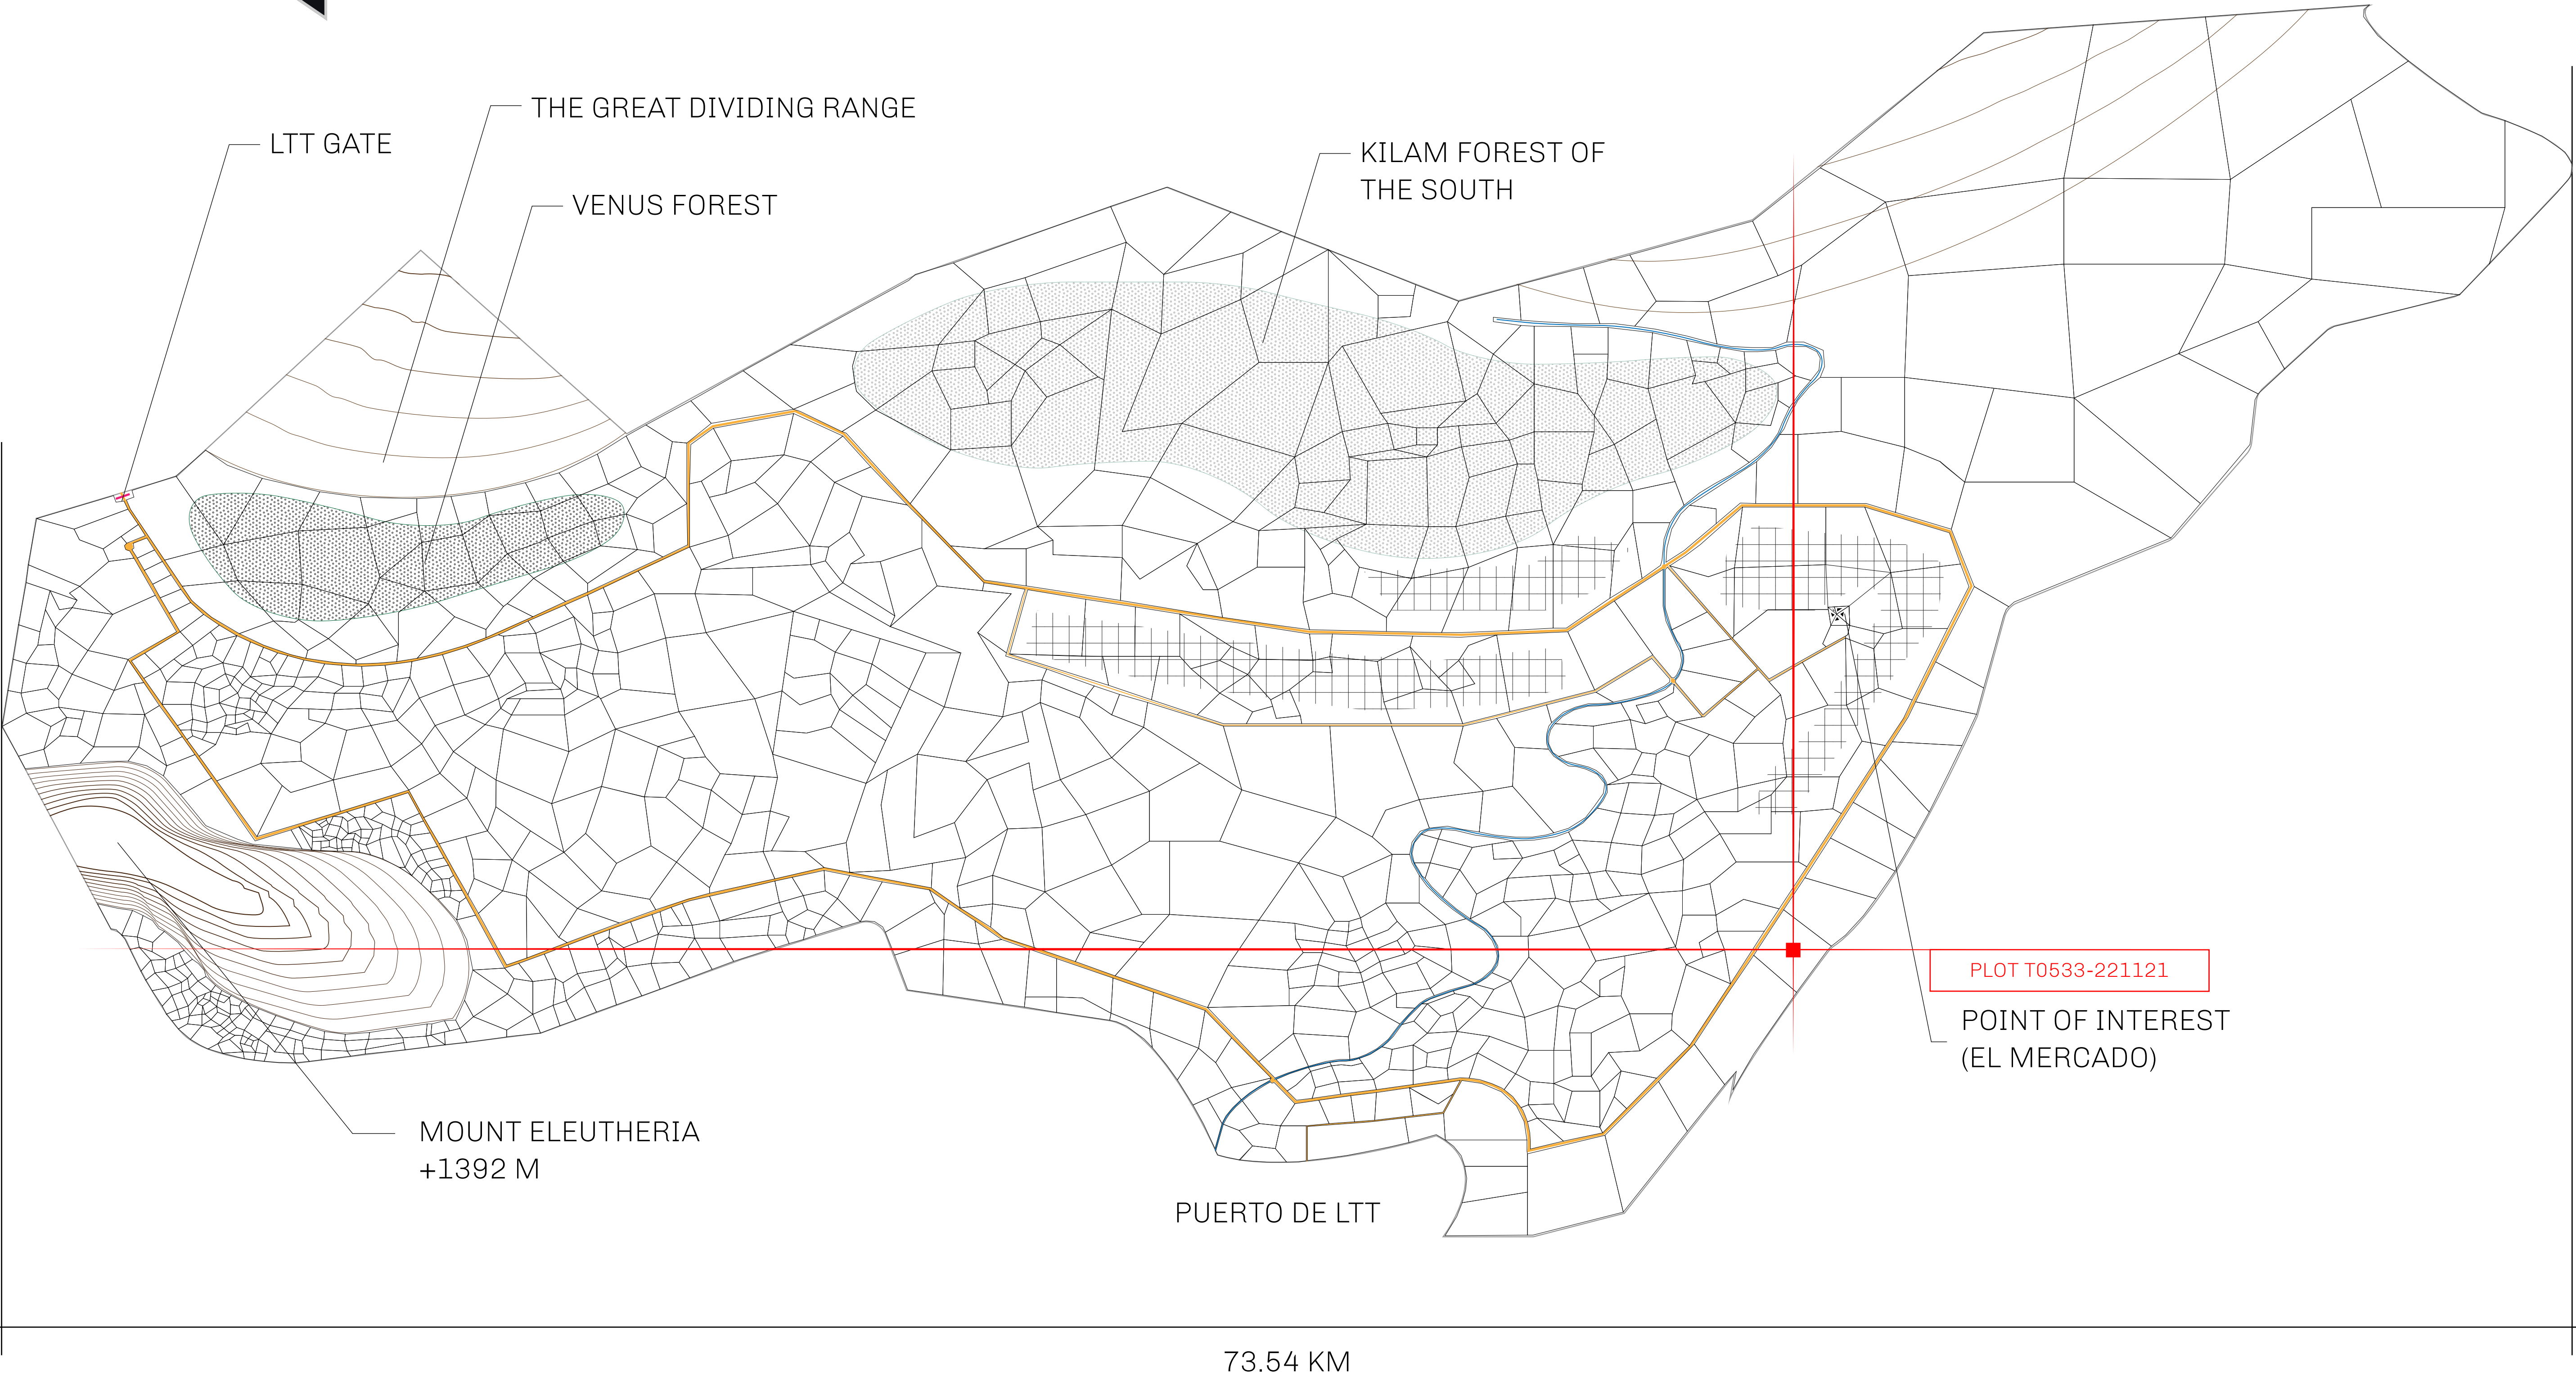 THE GREAT DIVIDING RANGE
LTT GATE
KILAM FOREST OF
THE SOUTH
VENUS FOREST
PLOT T0533-221121
POINT OF INTEREST
(EL MERCADO)
MOUNT ELEUTHERIA
+1392 M
PUERTO DE LTT
73.54 KM